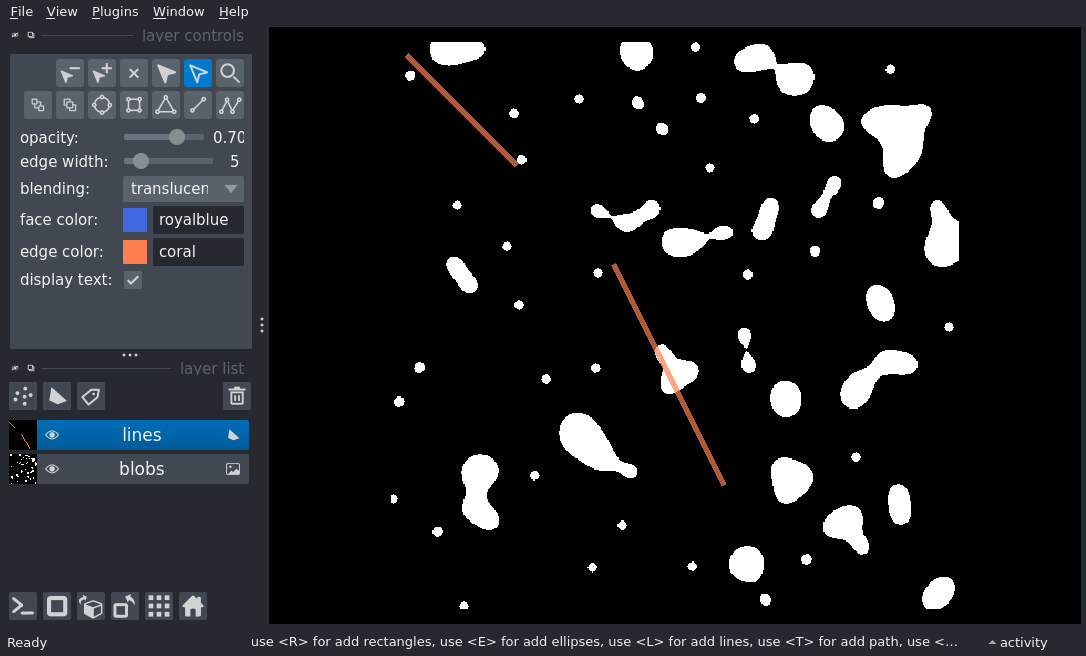 File View Plugins Window Help
layer controls
opacity: 0.70
edge width: 5
blending: translucen
face color: royalblue
edge color: coral
display text:
layer list
lines
blobs
Ready
use <R> for add rectangles, use <E> for add ellipses, use <L> for add lines, use <T> for add path, use <...
activity